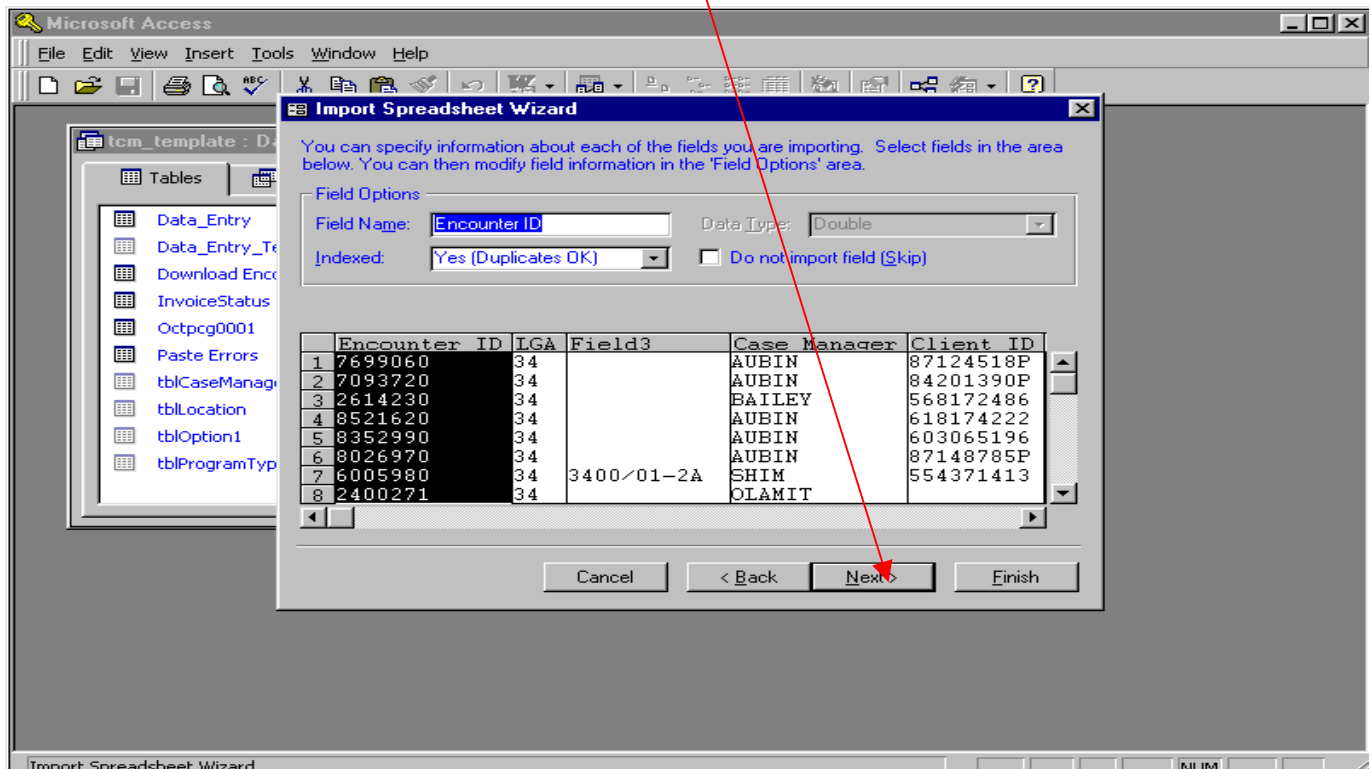 Microsoft Access
File Edit View Insert Tools Window Help
ABC
Import Spreadsheet Wizard
tcm_template : Da
You can specify information about each of the fields you are importing. Select fields in the area
below. You can then modify field information in the 'Field Options' area.
Tables
Field Options
Field Name: Encounter ID Data Type: Double
Indexed: Yes (Duplicates OK) Do not import field (Skip)
Data_Entry
Data_Entry_Te
Download Enco
InvoiceStatus
Octpcg0001
Paste Errors
tblCaseManage
tblLocation
tblOption1
tblProgramTyp
Encounter ID LGA Field3 Case Manager Client ID
1 7699060 34 AUBIN 87124518P
2 7093720 34 AUBIN 84201390P
3 2614230 34 BAILEY 568172486
4 8521620 34 AUBIN 618174222
5 8352990 34 AUBIN 603065196
6 8026970 34 AUBIN 87148785P
7 6005980 34 3400/01-2A SHIM 554371413
8 2400271 34 OLAMIT
Cancel < Back Next > Finish
Import Spreadsheet Wizard NUM